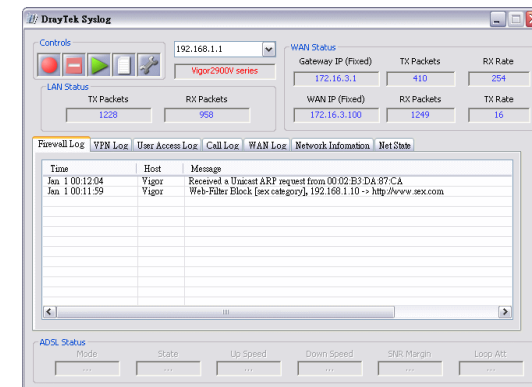 DrayTek Syslog
Controls
192.168.1.1
Vigor2900V series
WAN Status
Gateway IP (Fixed) TX Packets RX Rate
172.16.3.1 410 254
WAN IP (Fixed) RX Packets TX Rate
172.16.3.100 1249 16
LAN Status
TX Packets RX Packets
1228 958
Firewall Log VPN Log User Access Log Call Log WAN Log Network Infomation Net State
Time Host Message
Jan 1 00:12:04 Vigor Received a Unicast ARP request from 00:02:B3:DA:87:CA
Jan 1 00:11:59 Vigor Web-Filter Block [sex category], 192.168.1.10 -> http://www.sex.com
ADSL Status
Mode State Up Speed Down Speed SNR Margin Loop Att
... ... ... ... ... ...